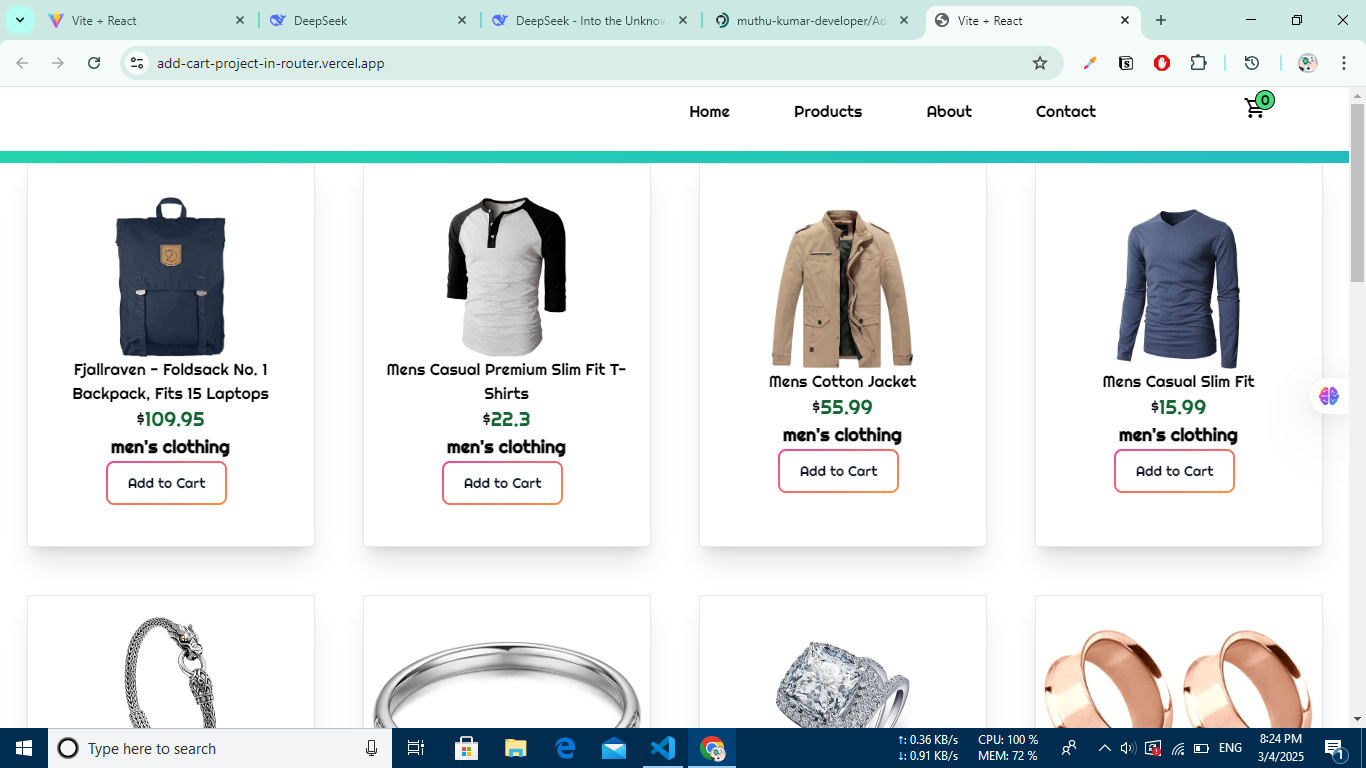 Vite + React
DeepSeek
DeepSeek - Into the Unknow
muthu-kumar-developer/Ad
Vite + React
add-cart-project-in-router.vercel.app
Home
Products
About
Contact
0
Fjallraven - Foldsack No. 1
Backpack, Fits 15 Laptops
$109.95
men's clothing
Add to Cart
Mens Casual Premium Slim Fit T-
Shirts
$22.3
men's clothing
Add to Cart
Mens Cotton Jacket
$55.99
men's clothing
Add to Cart
Mens Casual Slim Fit
$15.99
men's clothing
Add to Cart
Type here to search
↑: 0.36 KB/s
↓: 0.91 KB/s
CPU: 100 %
MEM: 72 %
ENG
8:24 PM
3/4/2025
1